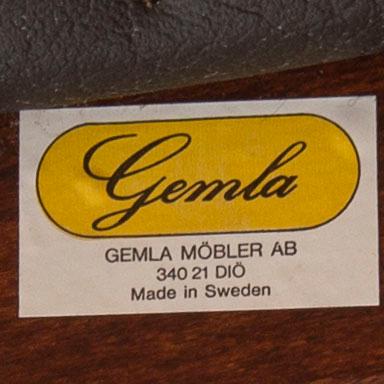 Gemla
GEMLA MÖBLER AB
340 21 DIÖ
Made in Sweden